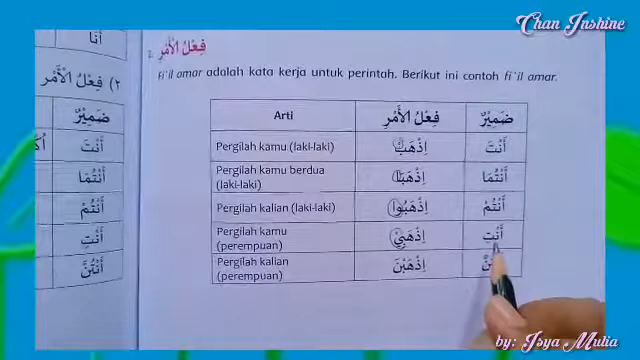 Chan Inshine
أَنَا
٢) فِعْلُ الْأَمْرِ
ضَمِيْرٌ
أَنْتَ
أَنْتُمَا
أَنْتُمْ
أَنْتِ
أَنْتُنَّ
فِعْلُ الْأَمْرِ
Fi'il amar adalah kata kerja untuk perintah. Berikut ini contoh fi'il amar.
Arti فِعْلُ الْأَمْرِ ضَمِيْرٌ
Pergilah kamu (laki-laki) اِذْهَبْ أَنْتَ
Pergilah kamu berdua اِذْهَبَا أَنْتُمَا
(laki-laki)
Pergilah kalian (laki-laki) اِذْهَبُوا أَنْتُمْ
Pergilah kamu اِذْهَبِيْ أَنْتِ
(perempuan)
Pergilah kalian اِذْهَبْنَ
(perempuan)
by: Isya Mulia